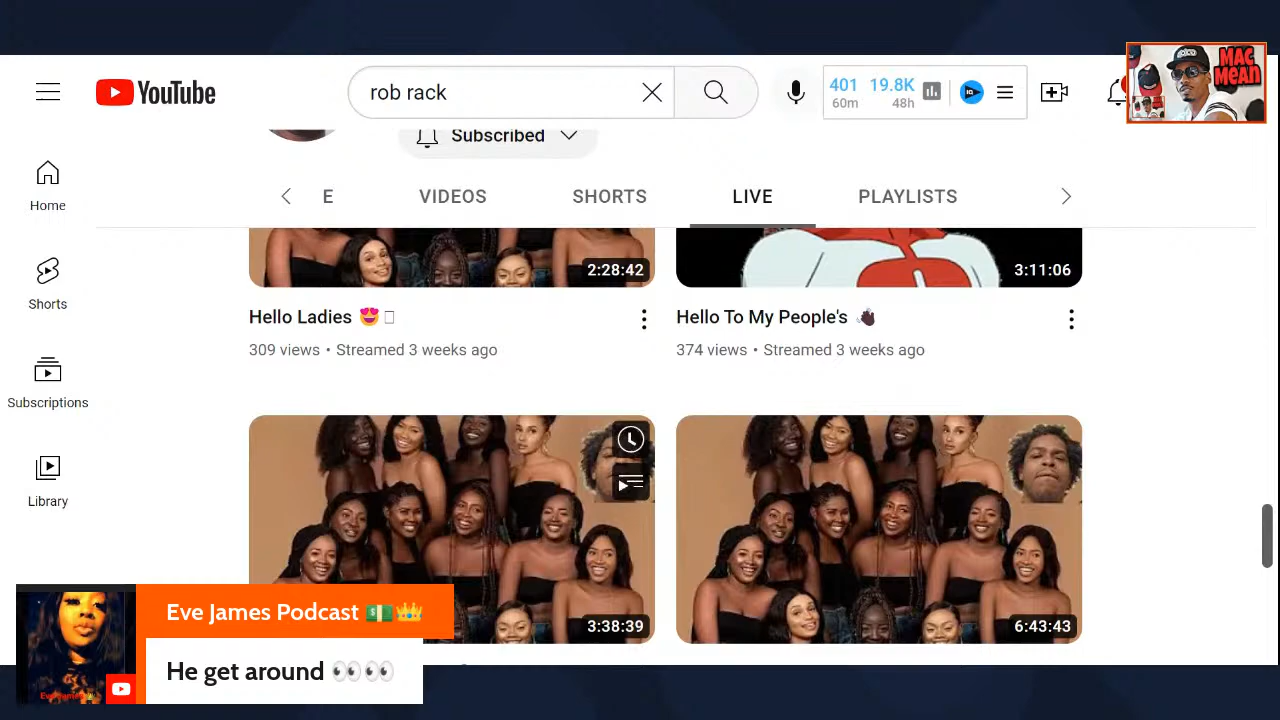 YouTube
rob rack
401 19.8K
60m 48h
IQ
MAC
MEAN
Subscribed
E VIDEOS SHORTS LIVE PLAYLISTS
Home
Shorts
Subscriptions
Library
2:28:42
3:11:06
Hello Ladies 😍
309 views • Streamed 3 weeks ago
Hello To My People's 👋🏿
374 views • Streamed 3 weeks ago
3:38:39
6:43:43
Eve James Podcast 💵👑
He get around 👀👀